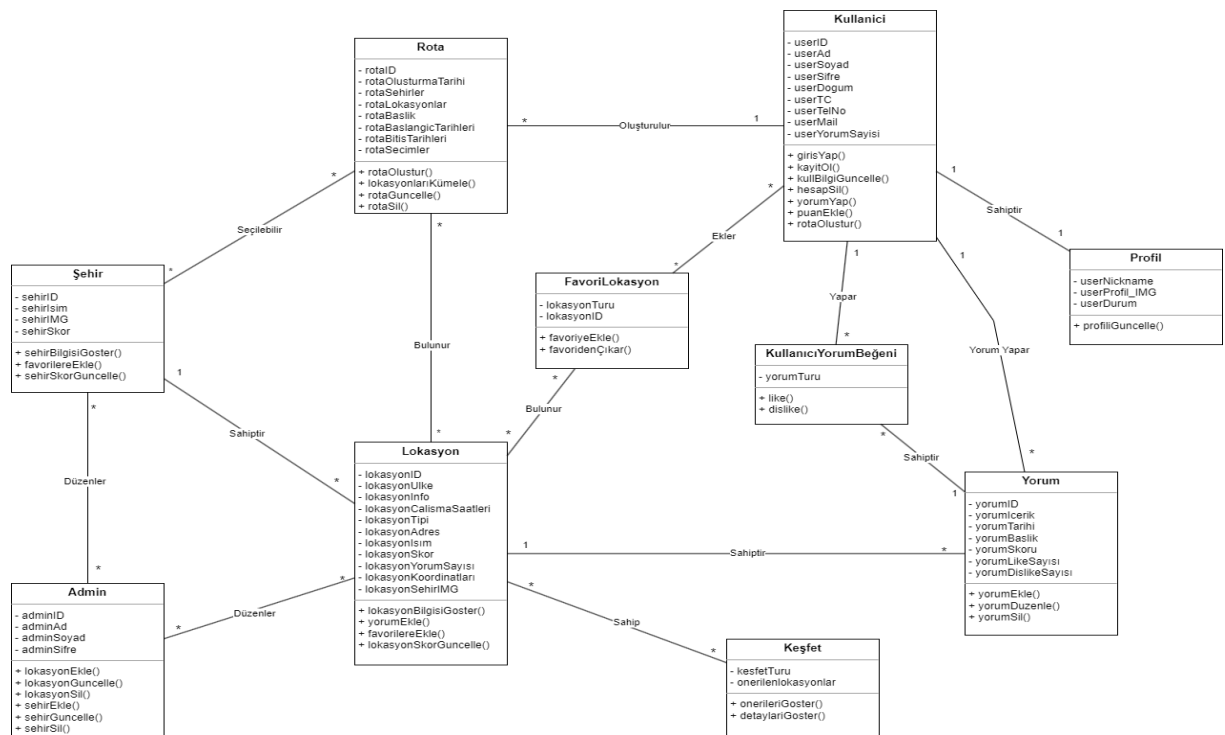 Kullanici
- userID
- userAd
- userSoyad
- userSifre
- userDogum
- userTC
- userTelNo
- userMail
- userYorumSayisi
+ girisYap()
+ kayitOl()
+ kullBilgiGuncelle()
+ hesapSil()
+ yorumYap()
+ puanEkle()
+ rotaOlustur()
Rota
- rotaID
- rotaOlusturmaTarihi
- rotaSehirler
- rotaLokasyonlar
- rotaBaslik
- rotaBaslangicTarihleri
- rotaBitisTarihleri
- rotaSecimler
+ rotaOlustur()
+ lokasyonlarıKümele()
+ rotaGuncelle()
+ rotaSil()
* Oluşturulur 1
* Seçilebilir *
* Ekler *
1 Sahiptir 1
Profil
- userNickname
- userProfil_IMG
- userDurum
+ profiliGuncelle()
Şehir
- sehirID
- sehirIsim
- sehirIMG
- sehirSkor
+ sehirBilgisiGoster()
+ favorilereEkle()
+ sehirSkorGuncelle()
FavoriLokasyon
- lokasyonTuru
- lokasyonID
+ favoriyeEkle()
+ favoridenÇıkar()
1
Yapar
*
1
Yorum Yapar
*
KullanıcıYorumBeğeni
- yorumTuru
+ like()
+ dislike()
*
Bulunur
*
*
Bulunur
*
1
Sahiptir
*
*
Sahiptir
1
*
Düzenler
*
Lokasyon
- lokasyonID
- lokasyonUlke
- lokasyonInfo
- lokasyonCalismaSaatleri
- lokasyonTipi
- lokasyonAdres
- lokasyonIsım
- lokasyonSkor
- lokasyonYorumSayısı
- lokasyonKoordinatları
- lokasyonSehirIMG
+ lokasyonBilgisiGoster()
+ yorumEkle()
+ favorilereEkle()
+ lokasyonSkorGuncelle()
1 Sahiptir *
Yorum
- yorumID
- yorumIcerik
- yorumTarihi
- yorumBaslik
- yorumSkoru
- yorumLikeSayısı
- yorumDislikeSayısı
+ yorumEkle()
+ yorumDuzenle()
+ yorumSil()
Admin
- adminID
- adminAd
- adminSoyad
- adminSifre
+ lokasyonEkle()
+ lokasyonGuncelle()
+ lokasyonSil()
+ sehirEkle()
+ sehirGuncelle()
+ sehirSil()
* Düzenler *
* Sahip *
Keşfet
- kesfetTuru
- onerilenlokasyonlar
+ onerileriGoster()
+ detaylariGoster()